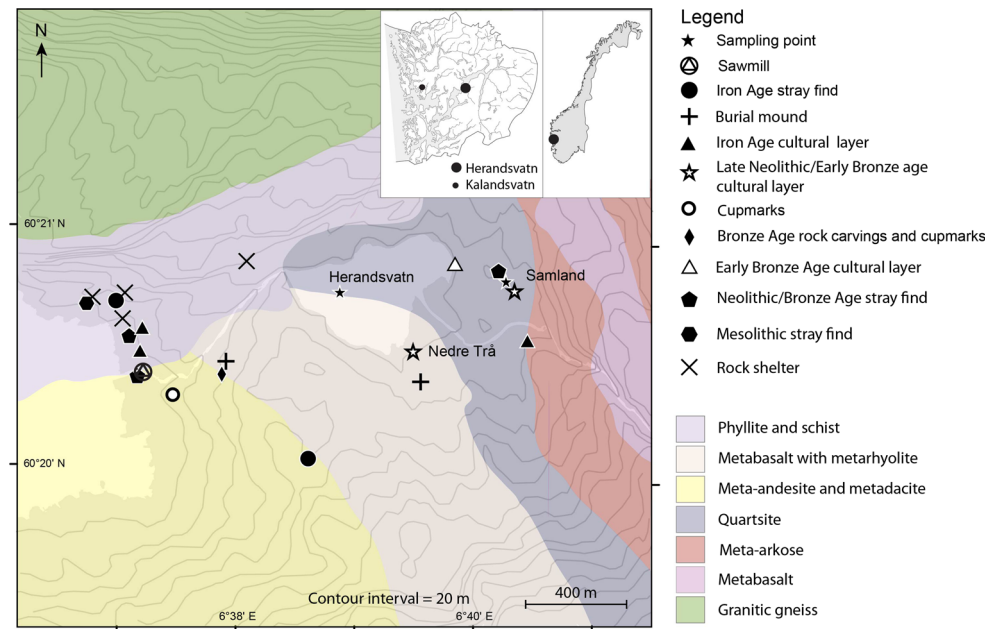 N
Herandsvatn
Kalandsvatn
60°21' N
Herandsvatn
Samland
Nedre Trå
60°20' N
Contour interval = 20 m
400 m
6°38' E
6°40' E
Legend
Sampling point
Sawmill
Iron Age stray find
Burial mound
Iron Age cultural layer
Late Neolithic/Early Bronze age
cultural layer
Cupmarks
Bronze Age rock carvings and cupmarks
Early Bronze Age cultural layer
Neolithic/Bronze Age stray find
Mesolithic stray find
Rock shelter
Phyllite and schist
Metabasalt with metarhyolite
Meta-andesite and metadacite
Quartsite
Meta-arkose
Metabasalt
Granitic gneiss